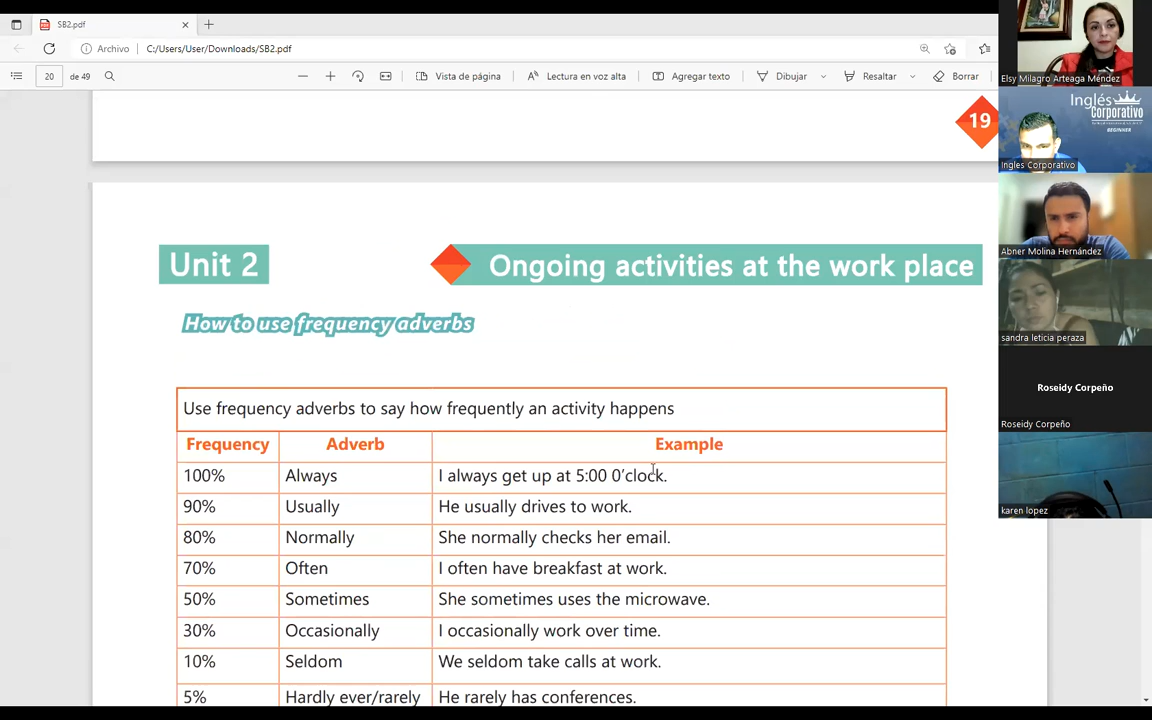 SB2.pdf
Archivo C:/Users/User/Downloads/SB2.pdf
20 de 49 Vista de página Lectura en voz alta Agregar texto Dibujar Resaltar Borrar
19
Unit 2 Ongoing activities at the work place
How to use frequency adverbs
Use frequency adverbs to say how frequently an activity happens
Frequency Adverb Example
100% Always I always get up at 5:00 0'clock.
90% Usually He usually drives to work.
80% Normally She normally checks her email.
70% Often I often have breakfast at work.
50% Sometimes She sometimes uses the microwave.
30% Occasionally I occasionally work over time.
10% Seldom We seldom take calls at work.
5% Hardly ever/rarely He rarely has conferences.
Elsy Milagro Arteaga Méndez
Inglés
Corporativo
BEGINNER
Ingles Corporativo
Abner Molina Hernández
sandra leticia peraza
Roseidy Corpeño
Roseidy Corpeño
karen lopez